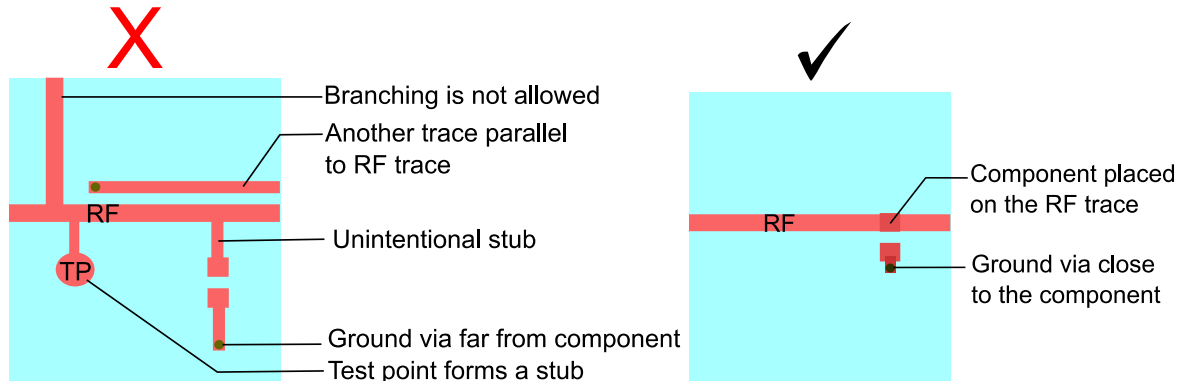 X
Branching is not allowed
Another trace parallel
to RF trace
RF
Unintentional stub
TP
Ground via far from component
Test point forms a stub
✓
Component placed
on the RF trace
RF
Ground via close
to the component